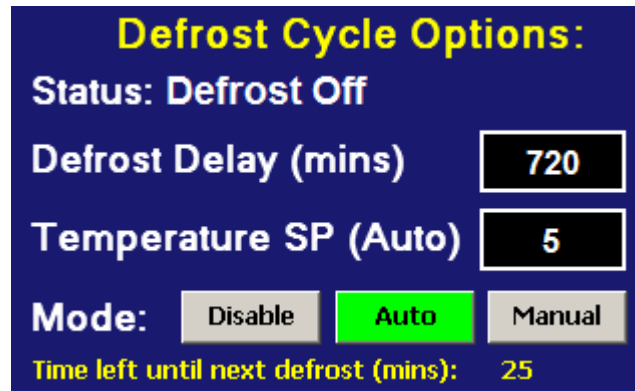 Defrost Cycle Options:
Status: Defrost Off
Defrost Delay (mins) 720
Temperature SP (Auto) 5
Mode: Disable Auto Manual
Time left until next defrost (mins): 25